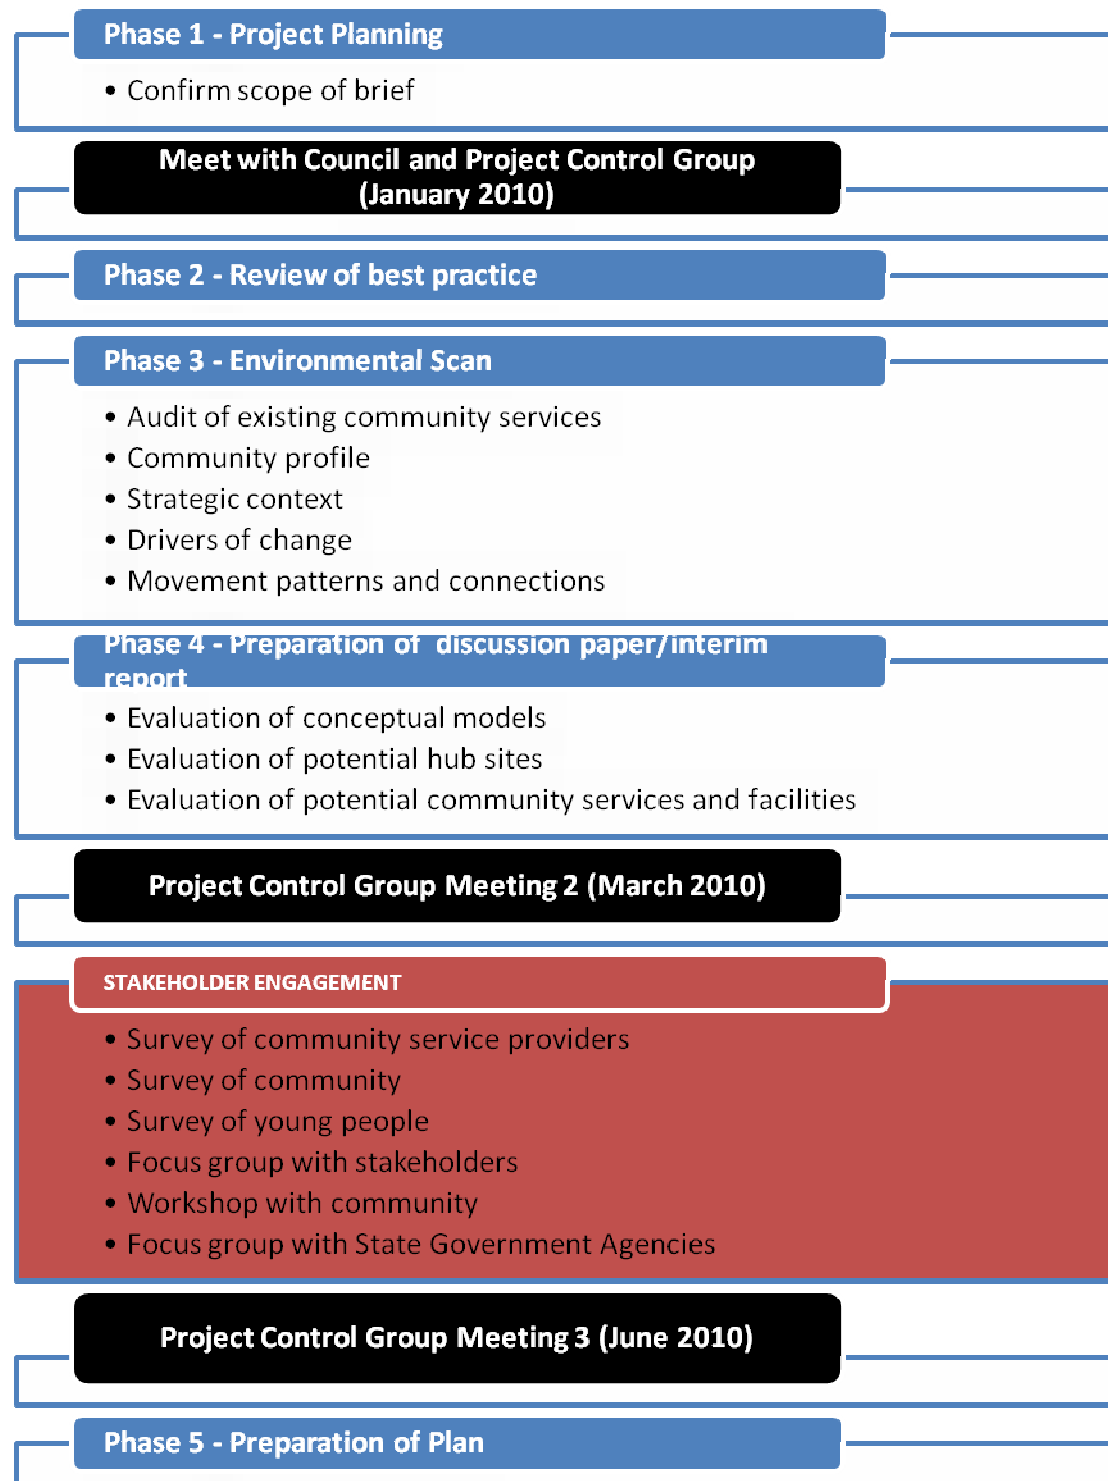 Phase 1 - Project Planning
• Confirm scope of brief
Meet with Council and Project Control Group
(January 2010)
Phase 2 - Review of best practice
Phase 3 - Environmental Scan
• Audit of existing community services
• Community profile
• Strategic context
• Drivers of change
• Movement patterns and connections
Phase 4 - Preparation of discussion paper/interim
report
• Evaluation of conceptual models
• Evaluation of potential hub sites
• Evaluation of potential community services and facilities
Project Control Group Meeting 2 (March 2010)
STAKEHOLDER ENGAGEMENT
• Survey of community service providers
• Survey of community
• Survey of young people
• Focus group with stakeholders
• Workshop with community
• Focus group with State Government Agencies
Project Control Group Meeting 3 (June 2010)
Phase 5 - Preparation of Plan